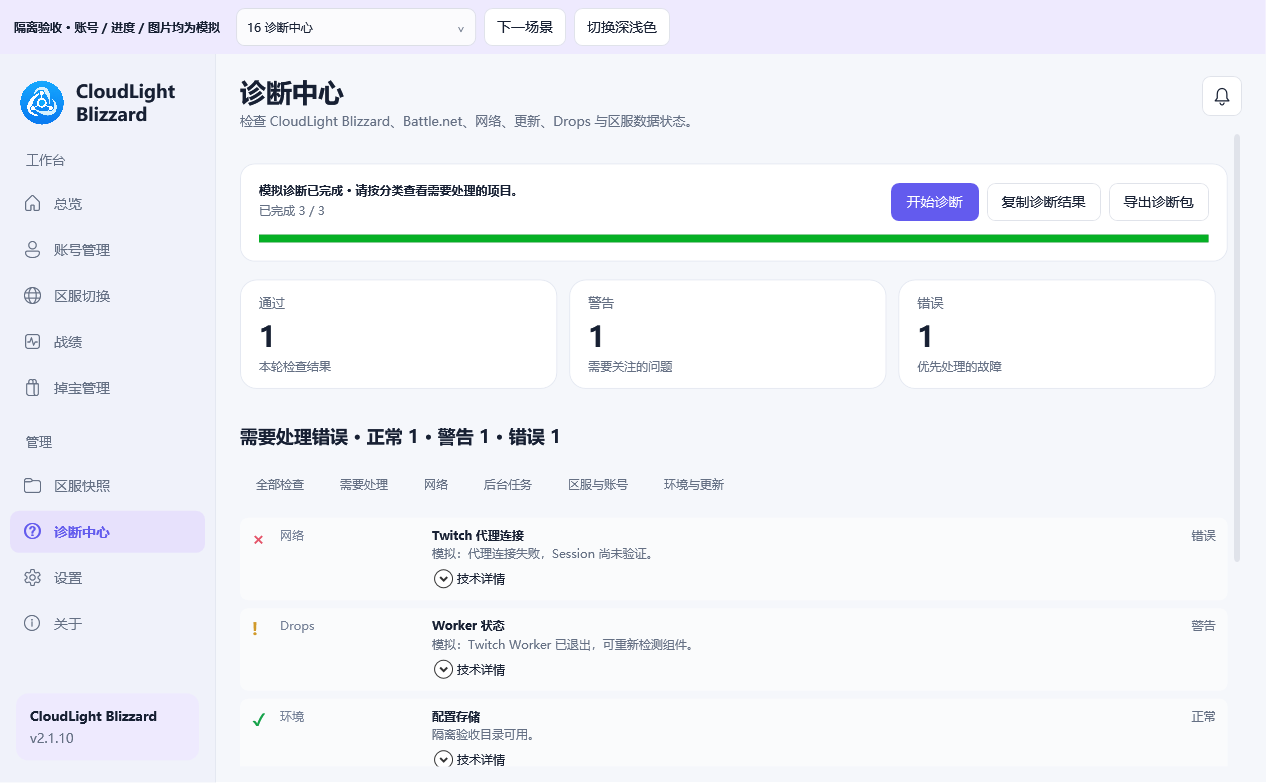 隔离验收 • 账号 / 进度 / 图片均为模拟
16 诊断中心
下一场景
切换深浅色
CloudLight
Blizzard
工作台
总览
账号管理
区服切换
战绩
掉宝管理
管理
区服快照
诊断中心
设置
关于
CloudLight Blizzard
v2.1.10
诊断中心
检查 CloudLight Blizzard、Battle.net、网络、更新、Drops 与区服数据状态。
模拟诊断已完成 • 请按分类查看需要处理的项目。
已完成 3 / 3
开始诊断
复制诊断结果
导出诊断包
通过
1
本轮检查结果
警告
1
需要关注的问题
错误
1
优先处理的故障
需要处理错误 • 正常 1 • 警告 1 • 错误 1
全部检查
需要处理
网络
后台任务
区服与账号
环境与更新
网络
Twitch 代理连接
错误
模拟：代理连接失败，Session 尚未验证。
技术详情
Drops
Worker 状态
警告
模拟：Twitch Worker 已退出，可重新检测组件。
技术详情
环境
配置存储
正常
隔离验收目录可用。
技术详情